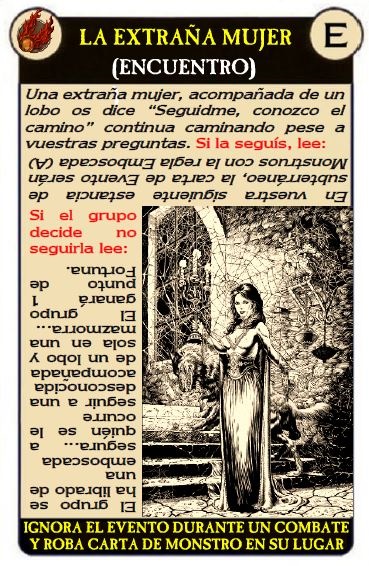 LA EXTRAÑA MUJER
E
(ENCUENTRO)
Una extraña mujer, acompañada de un
lobo os dice “Seguidme, conozco el
camino” continua caminando pese a
vuestras preguntas. Si la seguís, lee:
En vuestra siguiente estancia de
subterráneo, la carta de Evento serán
Monstruos con la regla Emboscada (A)
Si el grupo
decide no
seguirla lee:
El grupo se
ha librado de
una
emboscada
segura... a
quién se le
ocurre
seguir a una
desconocida
acompañada
de un lobo y
sola en una
mazmorra...
El grupo
ganará 1
punto de
Fortuna.
IGNORA EL EVENTO DURANTE UN COMBATE
Y ROBA CARTA DE MONSTRO EN SU LUGAR